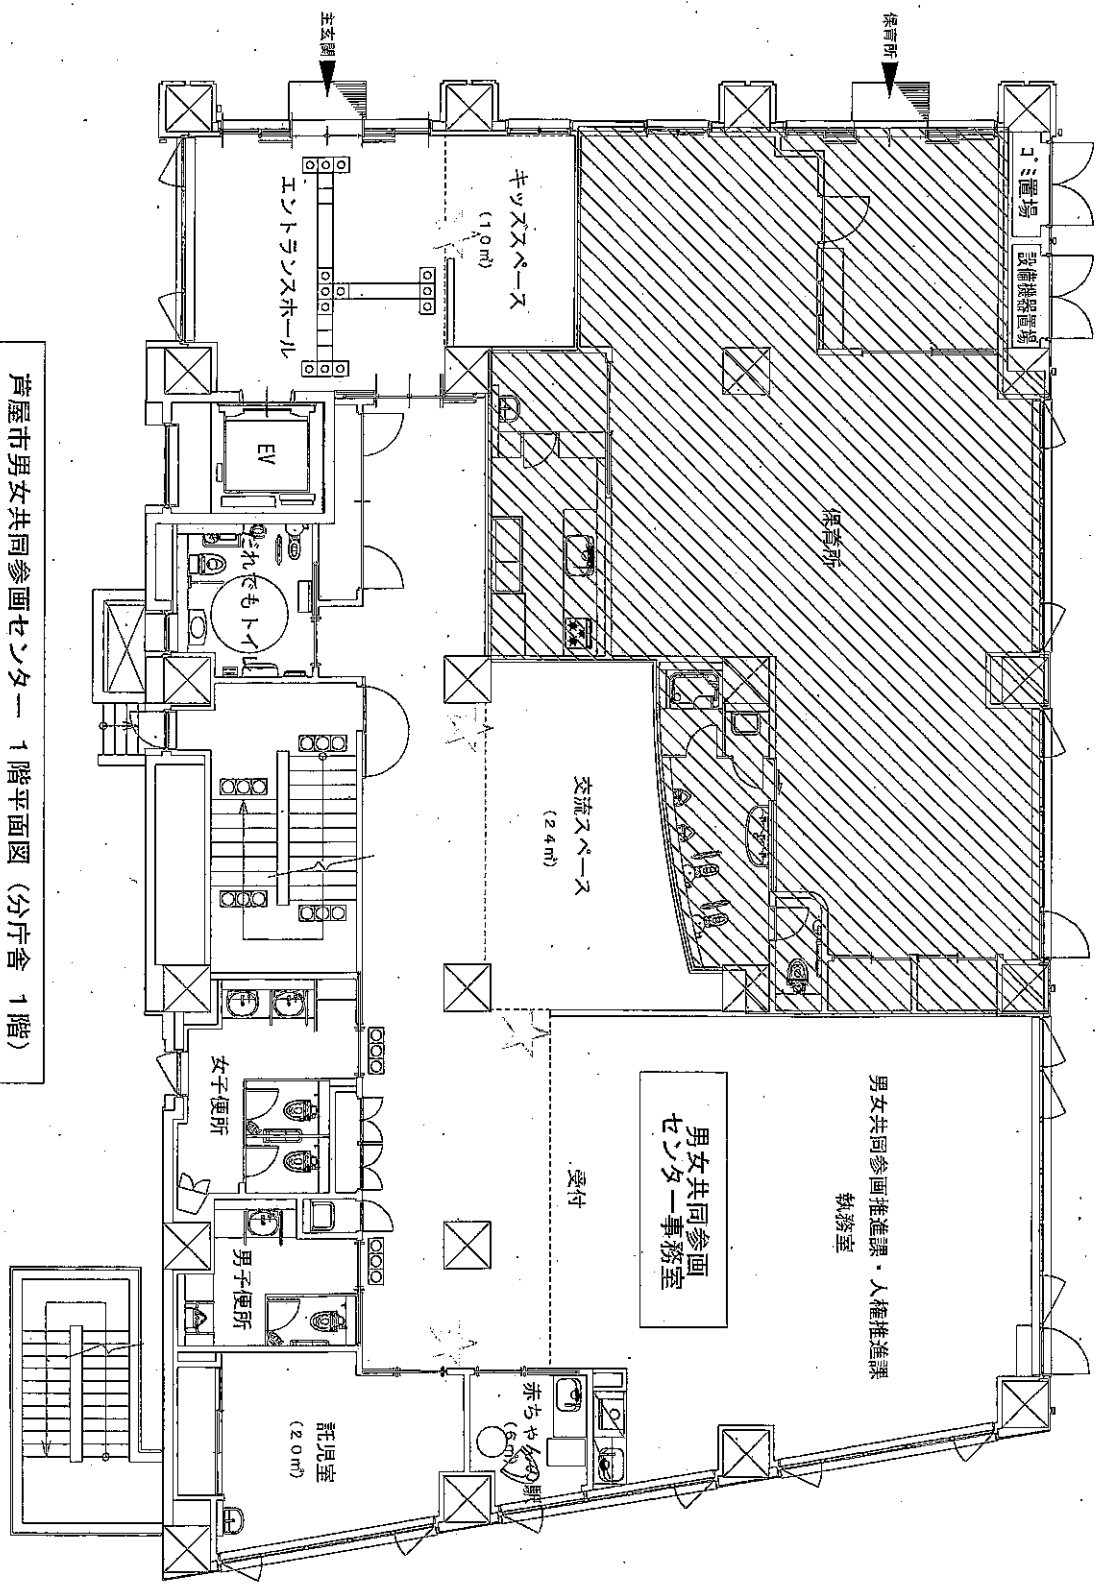 芦屋市男女共同参画センター 1階平面図 (分庁舎 1階)
保育所
ゴミ置場
設備機器置場
主玄関
キッズスペース
(10㎡)
エントランスホール
保育所
EV
だれでもトイレ
交流スペース
(24㎡)
男女共同参画推進課・人権推進課
執務室
男女共同参画
センター事務室
受付
女子便所
男子便所
赤ちゃんの駅
(6㎡)
託児室
(20㎡)